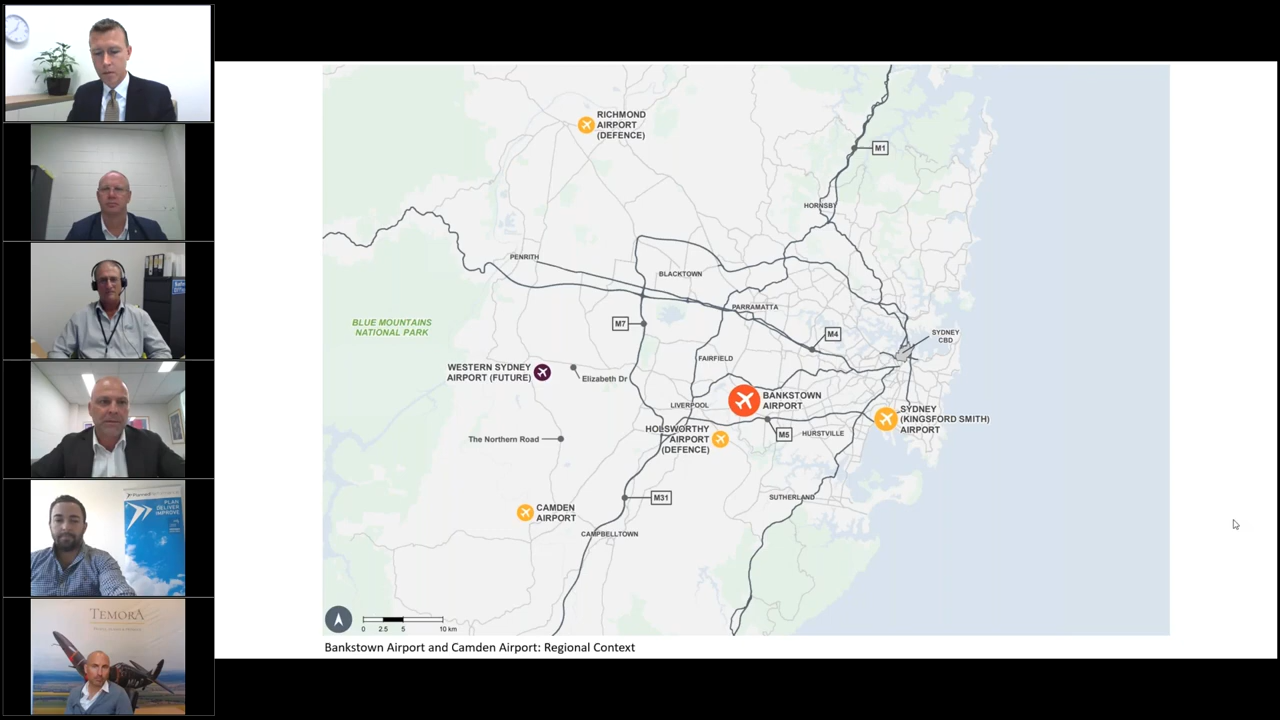 RICHMOND
AIRPORT
(DEFENCE)
M1
HORNSBY
PENRITH
BLACKTOWN
PARRAMATTA
BLUE MOUNTAINS
NATIONAL PARK
M7
M4
SYDNEY
CBD
FAIRFIELD
WESTERN SYDNEY
AIRPORT (FUTURE)
Elizabeth Dr
BANKSTOWN
AIRPORT
LIVERPOOL
SYDNEY
(KINGSFORD SMITH)
AIRPORT
HOLSWORTHY
AIRPORT
(DEFENCE)
M5
HURSTVILLE
The Northern Road
M31
SUTHERLAND
CAMDEN
AIRPORT
CAMPBELLTOWN
0 2.5 5 10 km
Bankstown Airport and Camden Airport: Regional Context
PLAN
DELIVER
IMPROVE
TEMORA